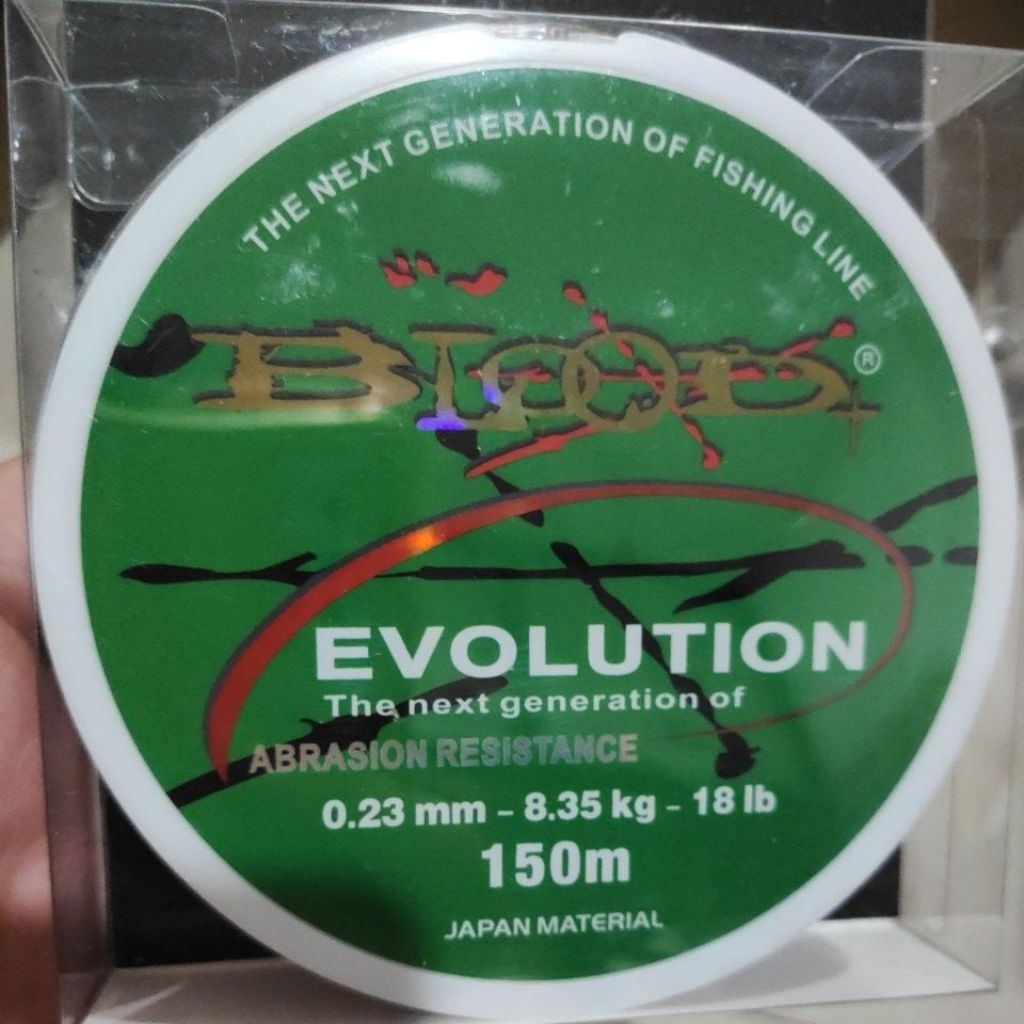 THE NEXT GENERATION OF FISHING LINE
BLOOD ®
EVOLUTION
The next generation of
ABRASION RESISTANCE
0.23 mm - 8.35 kg - 18 lb
150m
JAPAN MATERIAL